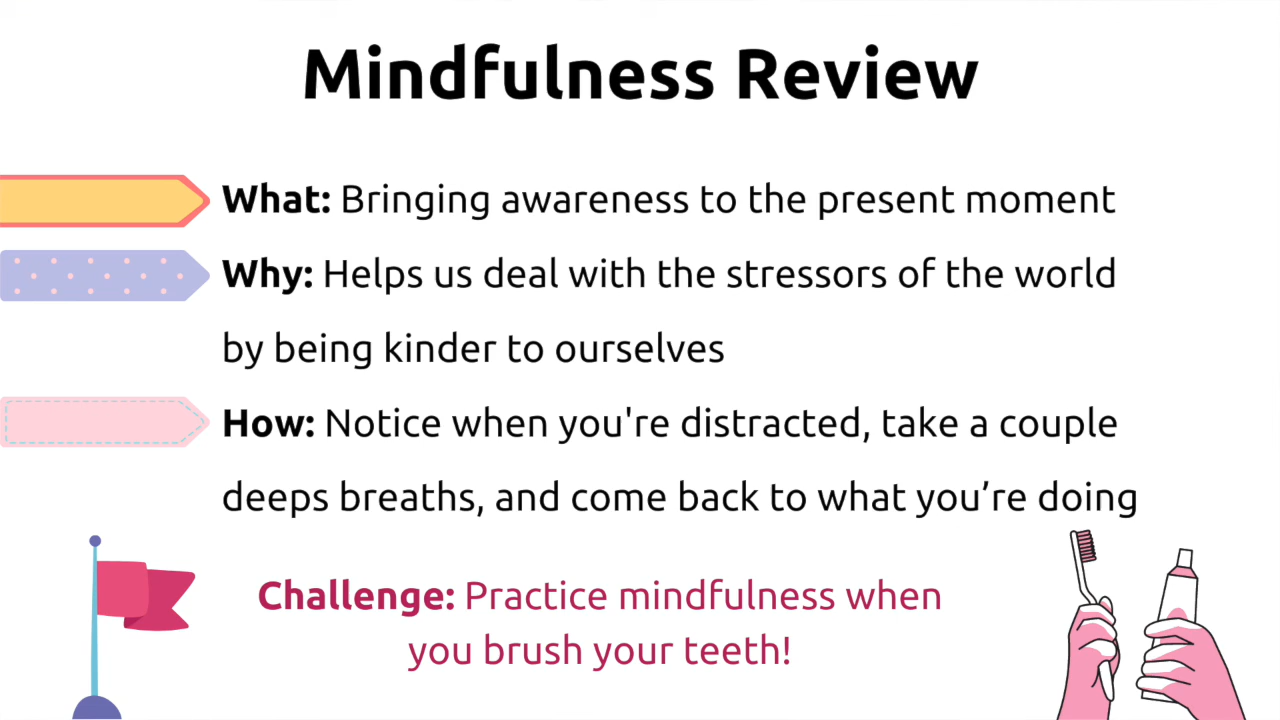 Mindfulness Review
What: Bringing awareness to the present moment
Why: Helps us deal with the stressors of the world
by being kinder to ourselves
How: Notice when you're distracted, take a couple
deeps breaths, and come back to what you’re doing
Challenge: Practice mindfulness when
you brush your teeth!